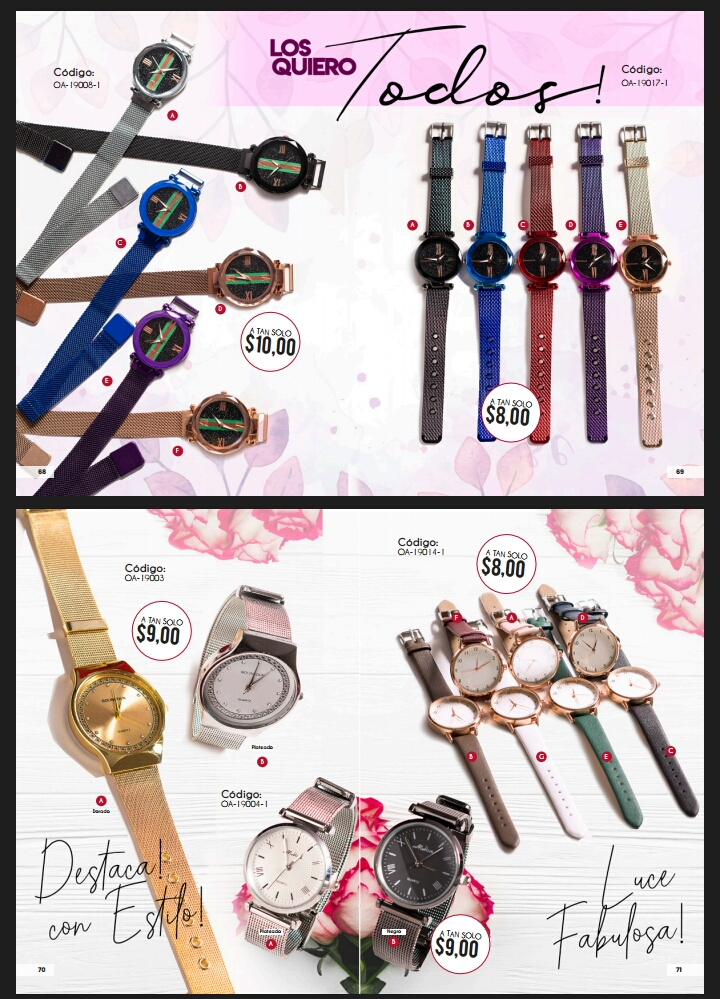 LOS
QUIERO
Todos!
Código:
OA-19008-1
A
B
C
D
E
F
A TAN SOLO
$10,00
68
Código:
OA-19017-1
A
B
C
D
E
A TAN SOLO
$8,00
69
Código:
OA-19003
A TAN SOLO
$9,00
A
Dorado
Plateado
B
Código:
OA-19004-1
Destaca!
con Estilo!
Plateado
A
70
Código:
OA-19014-1
A TAN SOLO
$8,00
F
A
D
B
G
E
C
Negro
B
A TAN SOLO
$9,00
Luce
Fabulosa!
71